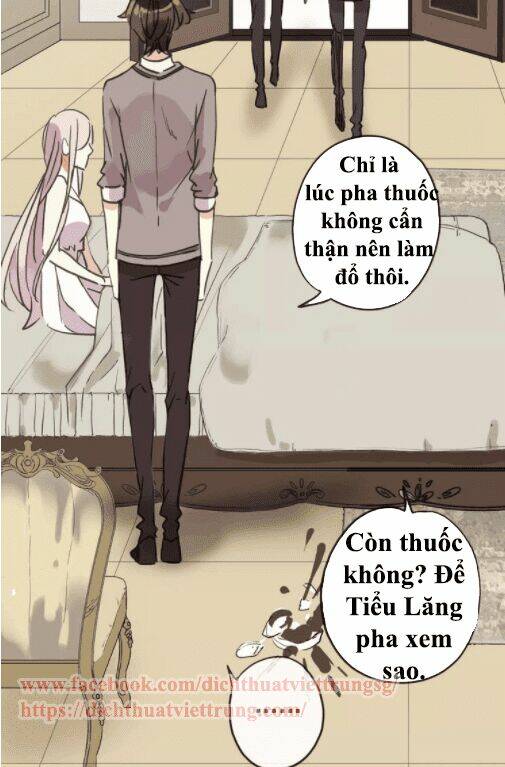 Chỉ là
lúc pha thuốc
không cẩn
thận nên làm
đổ thôi.
Còn thuốc
không? Để
Tiểu Lăng
pha xem
sao.
www.facebook.com/dichthuatviettrungsg/
https://dichthuatviettrung.com/
......